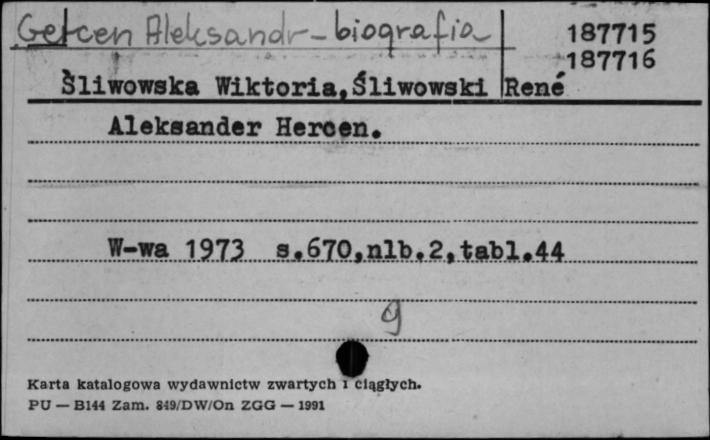 Gercen Aleksandr - biografia
187715
187716
Śliwowska Wiktoria, Śliwowski René
Aleksander Hercen.
W-wa 1973 s.670,nlb.2,tabl.44
g
Karta katalogowa wydawnictw zwartych i ciągłych.
PU — B144 Zam. 849/DW/On ZGG — 1991